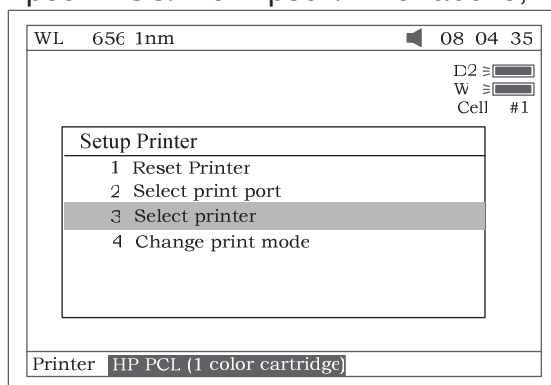 WL 656 1nm 08 04 35
D2
W
Cell #1
Setup Printer
1 Reset Printer
2 Select print port
3 Select printer
4 Change print mode
Printer HP PCL (1 color cartridge)